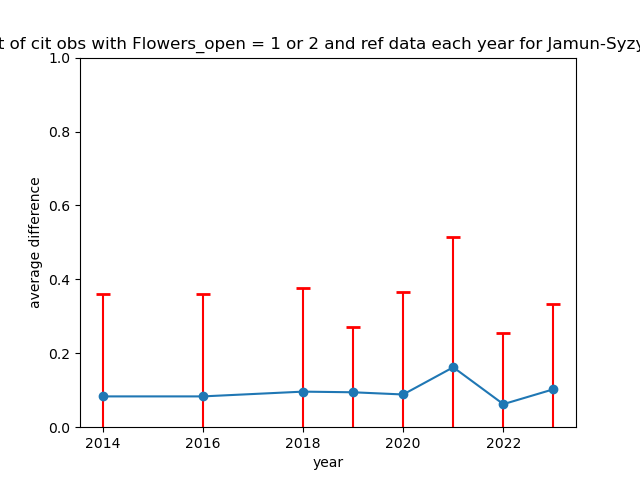 t of cit obs with Flowers_open = 1 or 2 and ref data each year for Jamun-Syzy
1.0
0.8
0.6
0.4
0.2
0.0
average difference
2014 2016 2018 2020 2022
year